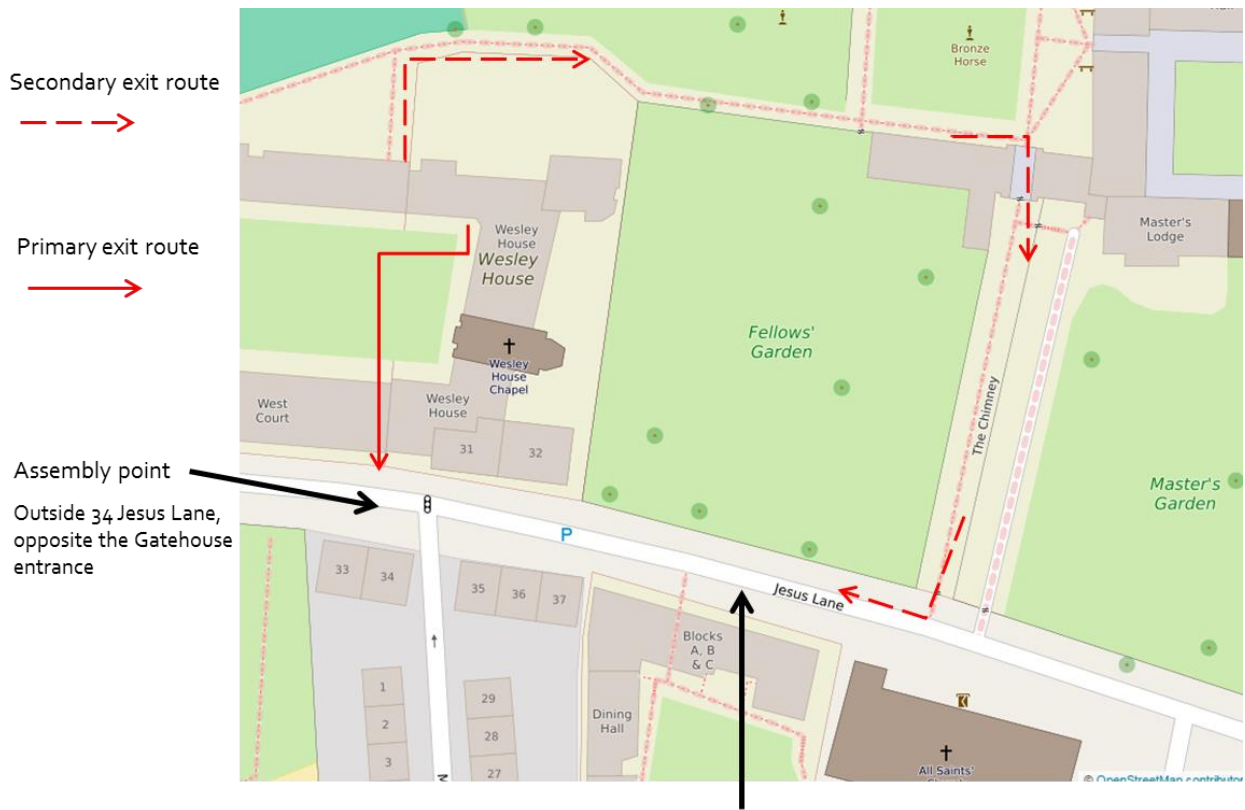 Secondary exit route
Primary exit route
Assembly point
Outside 34 Jesus Lane,
opposite the Gatehouse
entrance
Bronze
Horse
Master's
Lodge
Wesley
House
Wesley
House
Fellows'
Garden
Wesley
House
Chapel
West
Court
Wesley
House
31
32
The Chimney
Master's
Garden
P
Jesus Lane
33
34
35
36
37
Blocks
A, B
& C
1
2
3
29
28
27
Dining
Hall
All Saints'
© OpenStreetMap contributor